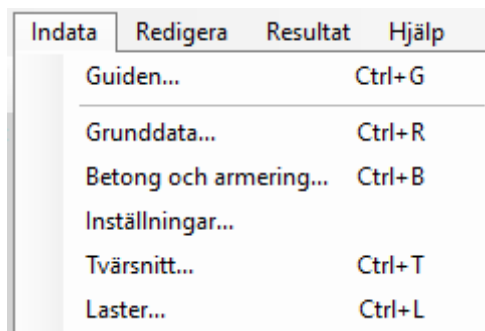 Indata Redigera Resultat Hjälp
Guiden... Ctrl+G
Grunddata... Ctrl+R
Betong och armering... Ctrl+B
Inställningar...
Tvärsnitt... Ctrl+T
Laster... Ctrl+L